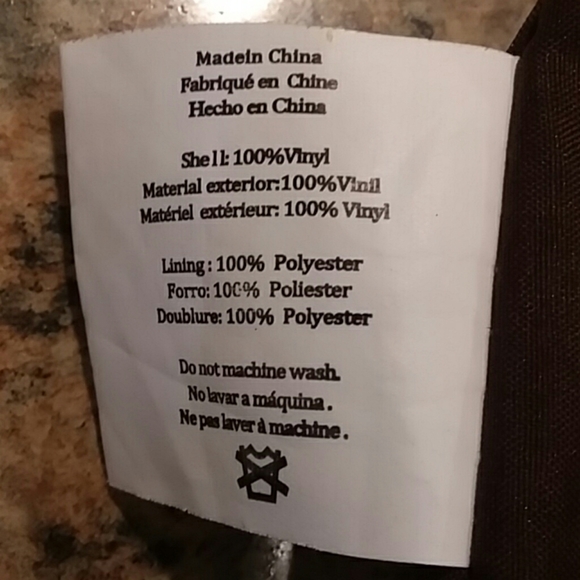 Madein China
Fabriqué en Chine
Hecho en China
Shell: 100%Vinyl
Material exterior:100%Vinil
Matériel extérieur: 100% Vinyl
Lining: 100% Polyester
Forro: 100% Poliester
Doublure: 100% Polyester
Do not machine wash.
No lavar a máquina.
Ne pas laver à machine.